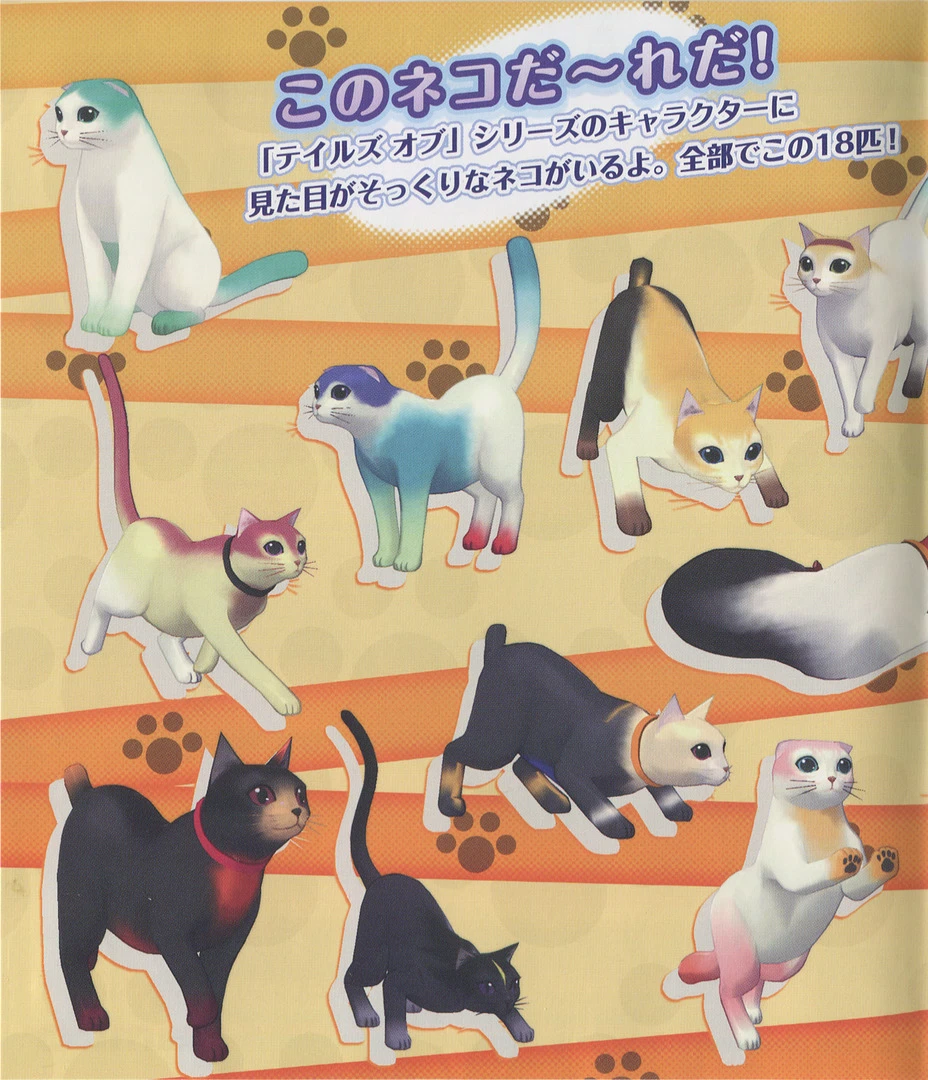 このネコだ〜れだ!
「テイルズ オブ」シリーズのキャラクターに
見た目がそっくりなネコがいるよ。全部でこの18匹!